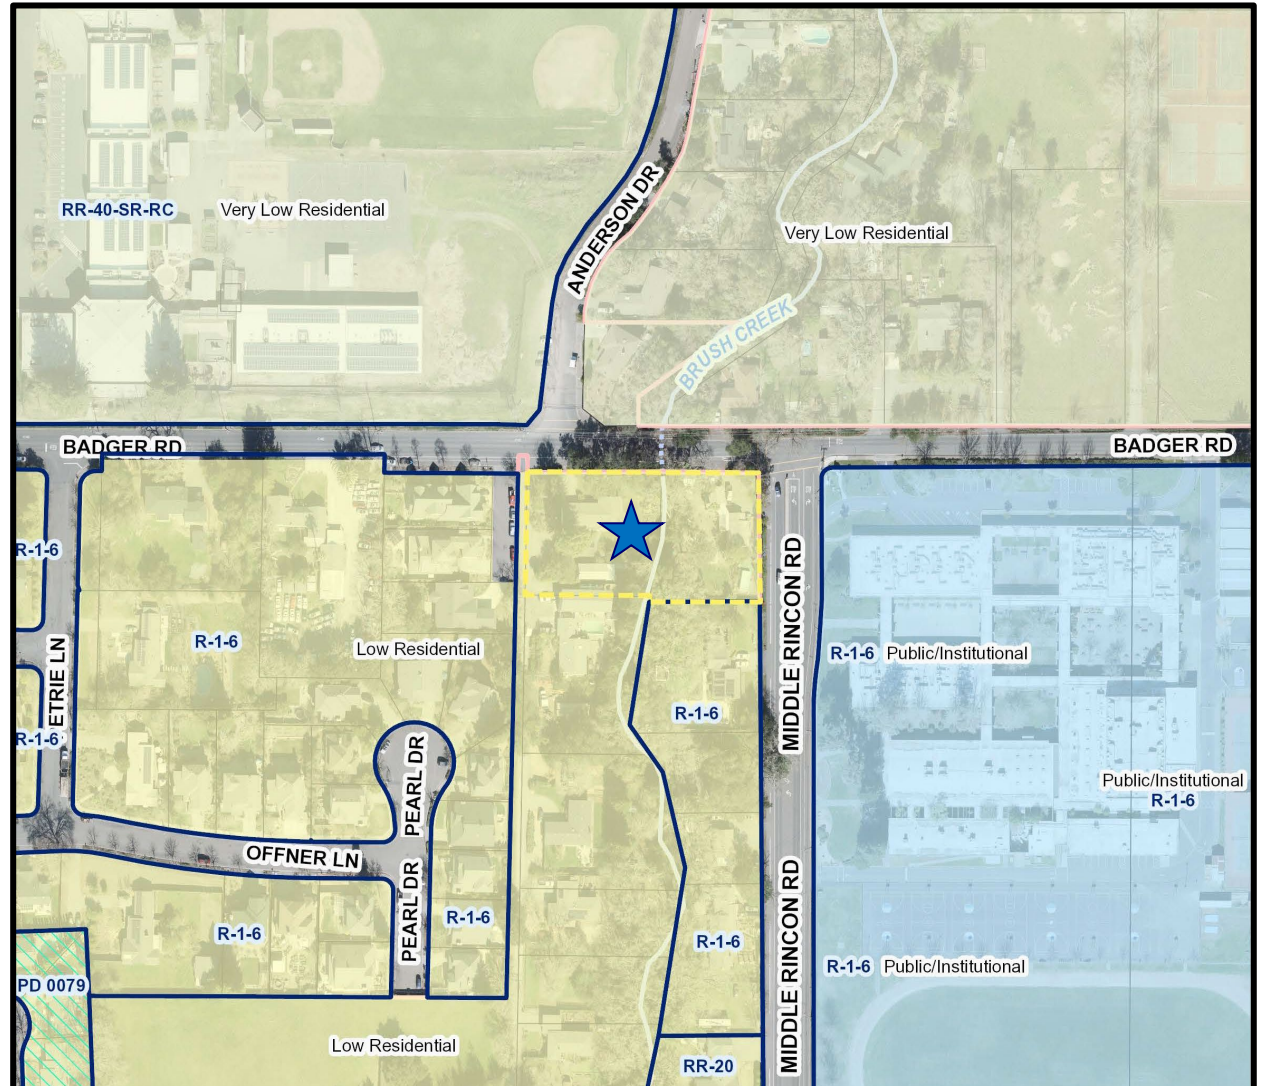 RR-40-SR-RC
Very Low Residential
ANDERSON DR
Very Low Residential
BRUSH CREEK
BADGER RD
BADGER RD
R-1-6
R-1-6
Low Residential
MIDDLE RINCON RD
R-1-6
Public/Institutional
ETRIE LN
R-1-6
R-1-6
PEARL DR
Public/Institutional
R-1-6
OFFNER LN
PEARL DR
MIDDLE RINCON RD
R-1-6
R-1-6
R-1-6
R-1-6
Public/Institutional
PD 0079
Low Residential
RR-20